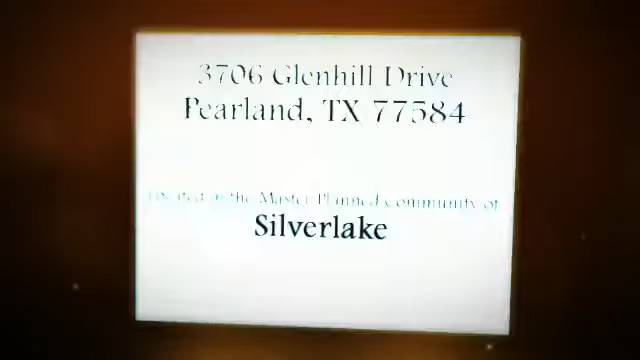 3706 Glenhill Drive
Pearland, TX 77584
Located in the Master Planned community of
Silverlake